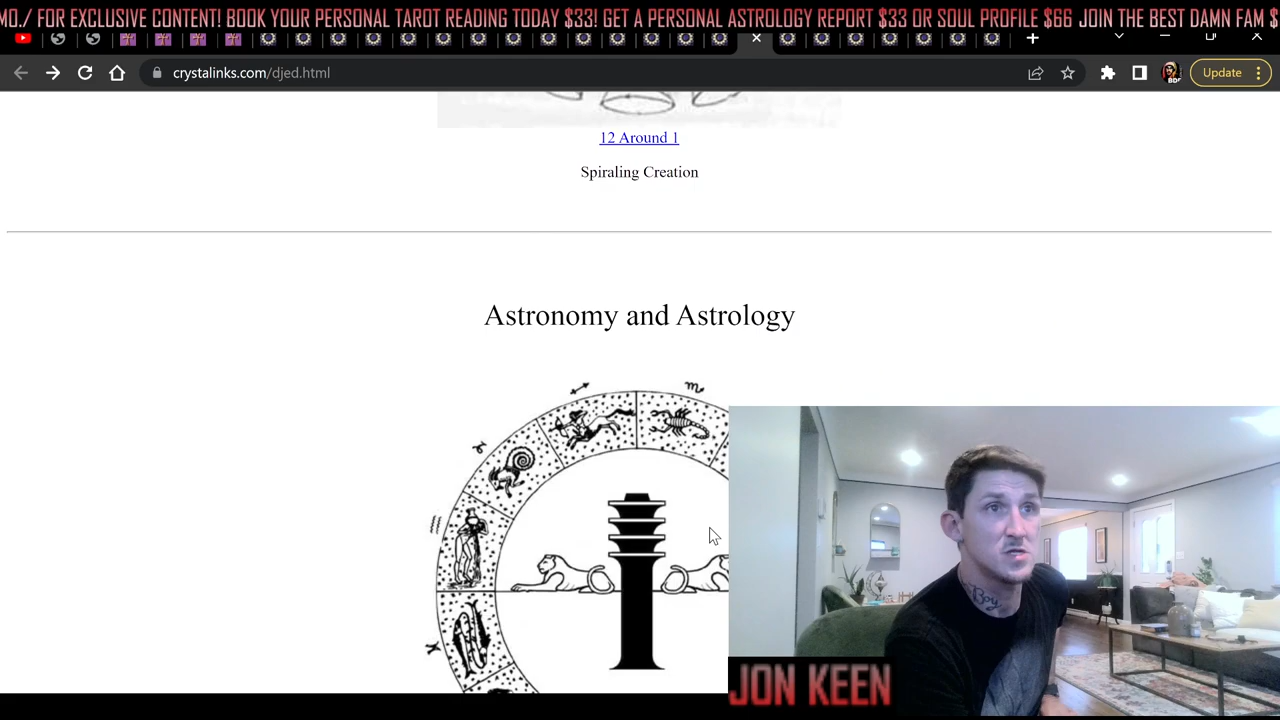 MO./ FOR EXCLUSIVE CONTENT! BOOK YOUR PERSONAL TAROT READING TODAY $33! GET A PERSONAL ASTROLOGY REPORT $33 OR SOUL PROFILE $66 JOIN THE BEST DAMN FAM $
crystalinks.com/djed.html
Update
12 Around 1
Spiraling Creation
Astronomy and Astrology
Boy
JON KEEN